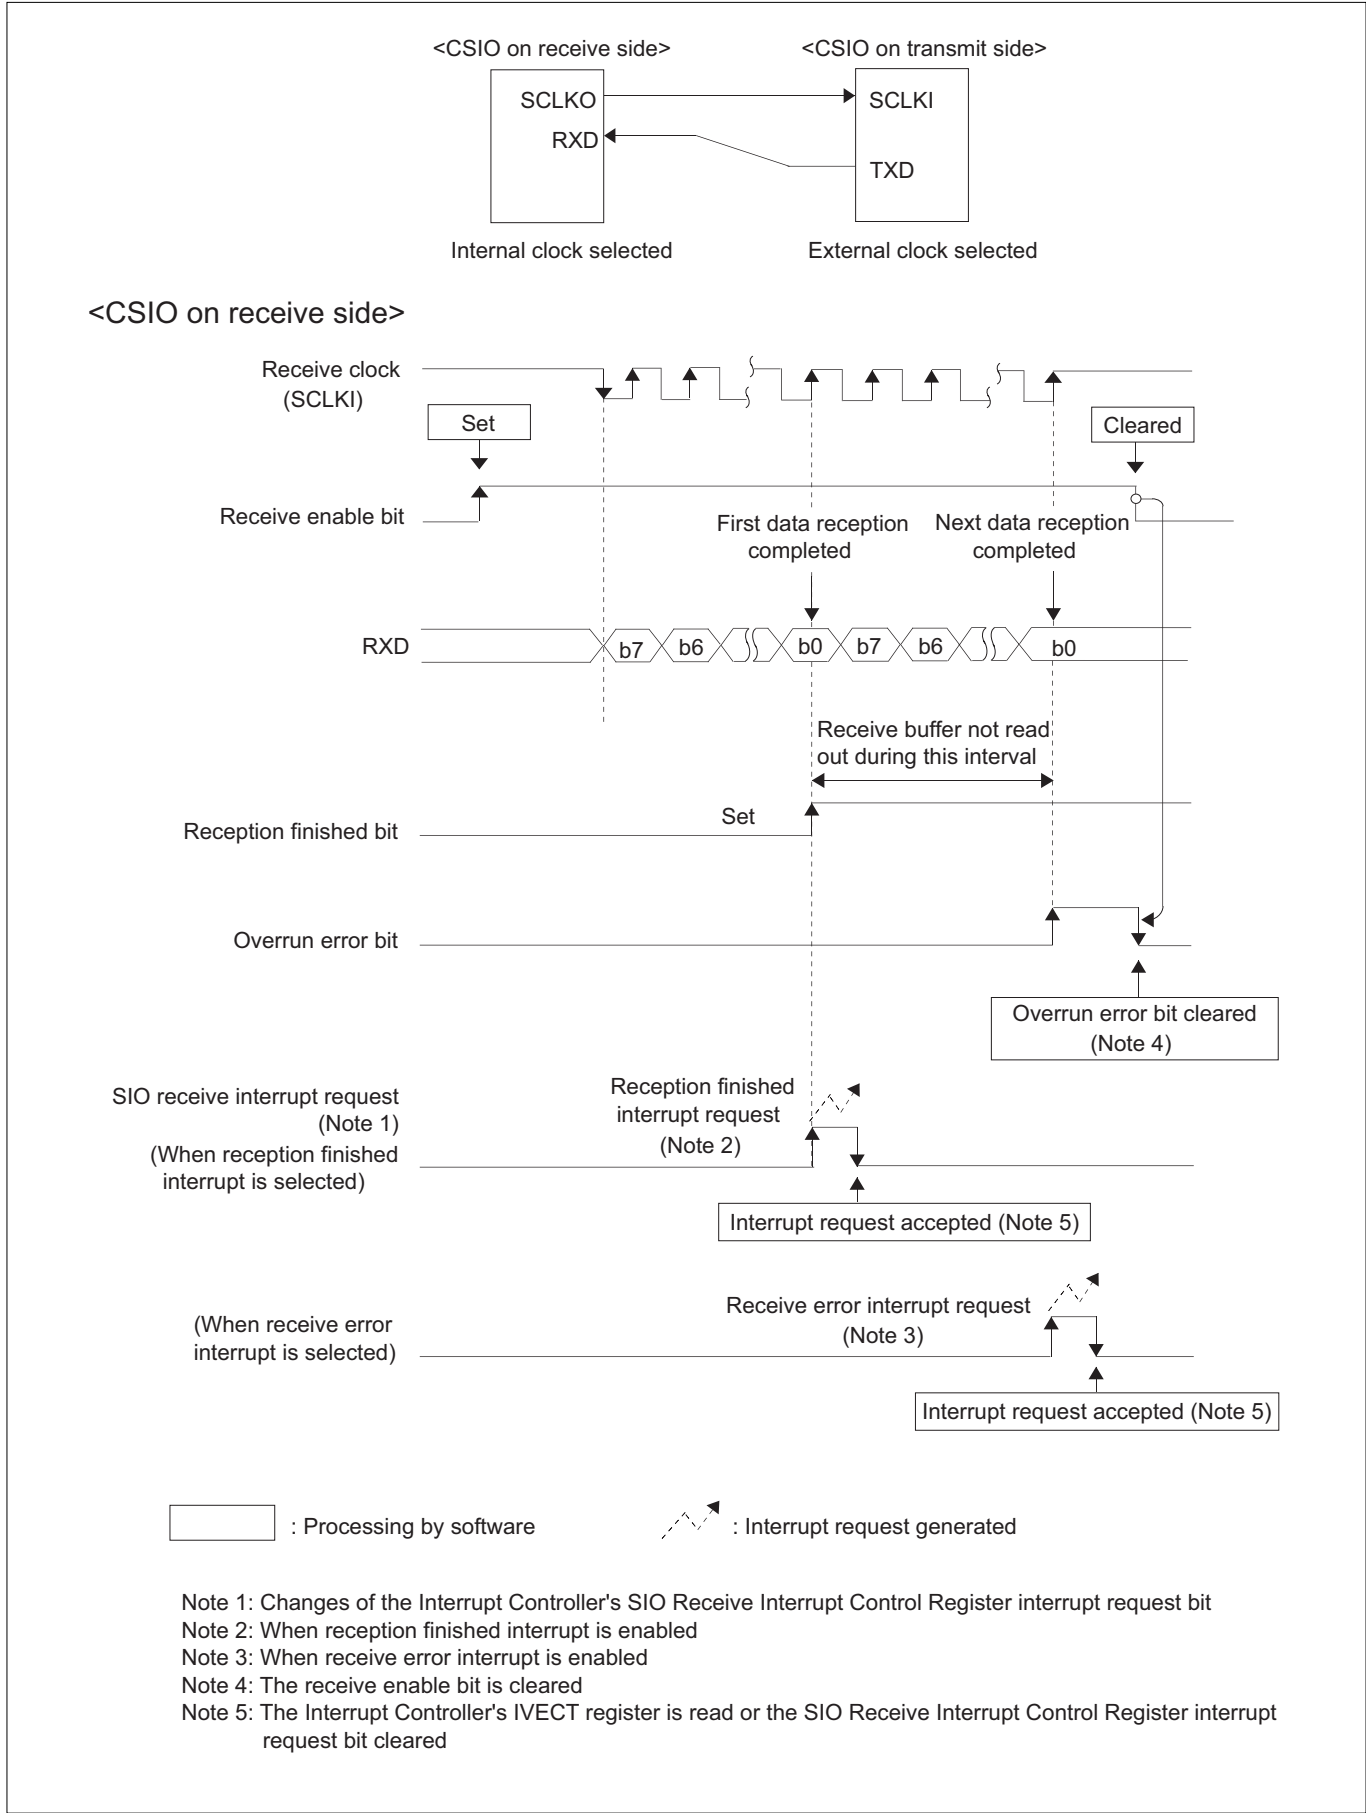 <CSIO on receive side>
<CSIO on transmit side>
SCLKO
SCLKI
RXD
TXD
Internal clock selected
External clock selected
<CSIO on receive side>
Receive clock
(SCLKI)
Set
Cleared
Receive enable bit
First data reception
completed
Next data reception
completed
RXD
b7
b6
b0
b7
b6
b0
Receive buffer not read
out during this interval
Set
Reception finished bit
Overrun error bit
Overrun error bit cleared
(Note 4)
SIO receive interrupt request
(Note 1)
(When reception finished
interrupt is selected)
Reception finished
interrupt request
(Note 2)
Interrupt request accepted (Note 5)
(When receive error
interrupt is selected)
Receive error interrupt request
(Note 3)
Interrupt request accepted (Note 5)
: Processing by software
: Interrupt request generated
Note 1: Changes of the Interrupt Controller's SIO Receive Interrupt Control Register interrupt request bit
Note 2: When reception finished interrupt is enabled
Note 3: When receive error interrupt is enabled
Note 4: The receive enable bit is cleared
Note 5: The Interrupt Controller's IVECT register is read or the SIO Receive Interrupt Control Register interrupt
request bit cleared